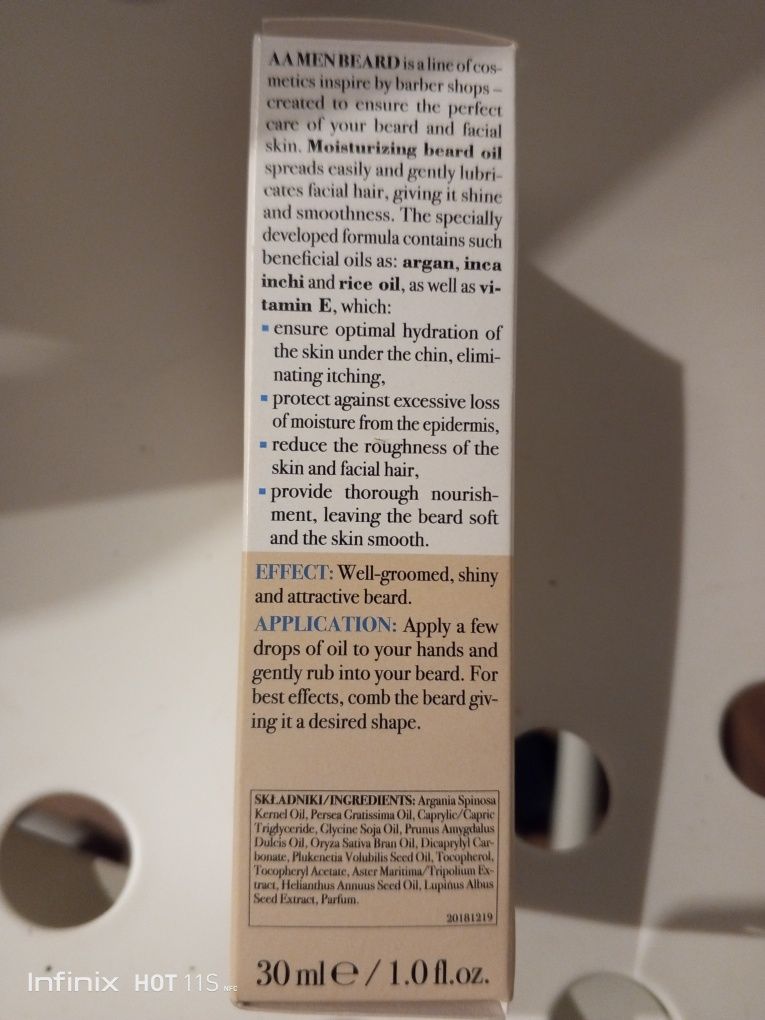 AA MEN BEARD is a line of cos-
metics inspire by barber shops –
created to ensure the perfect
care of your beard and facial
skin. Moisturizing beard oil
spreads easily and gently lubri-
cates facial hair, giving it shine
and smoothness. The specially
developed formula contains such
beneficial oils as: argan, inca
inchi and rice oil, as well as vi-
tamin E, which:
▪ ensure optimal hydration of
the skin under the chin, elimi-
nating itching,
▪ protect against excessive loss
of moisture from the epidermis,
▪ reduce the roughness of the
skin and facial hair,
▪ provide thorough nourish-
ment, leaving the beard soft
and the skin smooth.
EFFECT: Well-groomed, shiny
and attractive beard.
APPLICATION: Apply a few
drops of oil to your hands and
gently rub into your beard. For
best effects, comb the beard giv-
ing it a desired shape.
SKŁADNIKI/INGREDIENTS: Argania Spinosa
Kernel Oil, Persea Gratissima Oil, Caprylic/Capric
Triglyceride, Glycine Soja Oil, Prunus Amygdalus
Dulcis Oil, Oryza Sativa Bran Oil, Dicaprylyl Car-
bonate, Plukenetia Volubilis Seed Oil, Tocopherol,
Tocopheryl Acetate, Aster Maritima/Tripolium Ex-
tract, Helianthus Annuus Seed Oil, Lupinus Albus
Seed Extract, Parfum.
20181219
30 ml ℮ / 1.0 fl.oz.
Infinix HOT 11S NFC